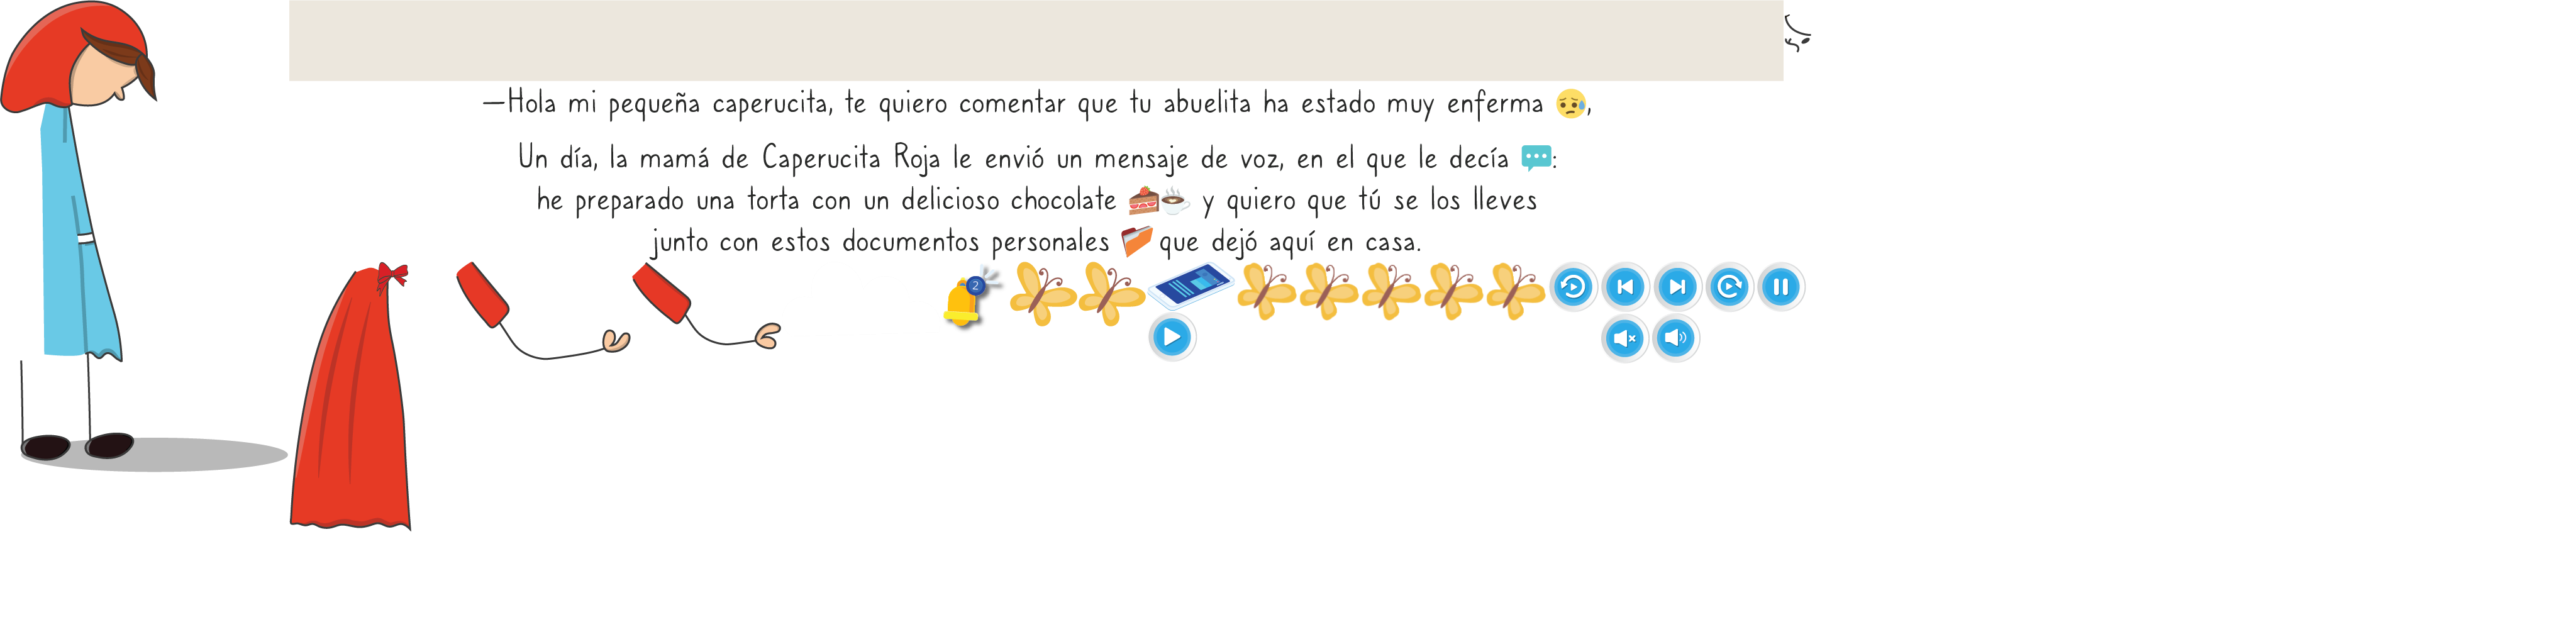 —Hola mi pequeña caperucita, te quiero comentar que tu abuelita ha estado muy enferma 😥,
Un día, la mamá de Caperucita Roja le envió un mensaje de voz, en el que le decía 💬:
he preparado una torta con un delicioso chocolate 🍰☕ y quiero que tú se los lleves
junto con estos documentos personales 📂 que dejó aquí en casa.
2